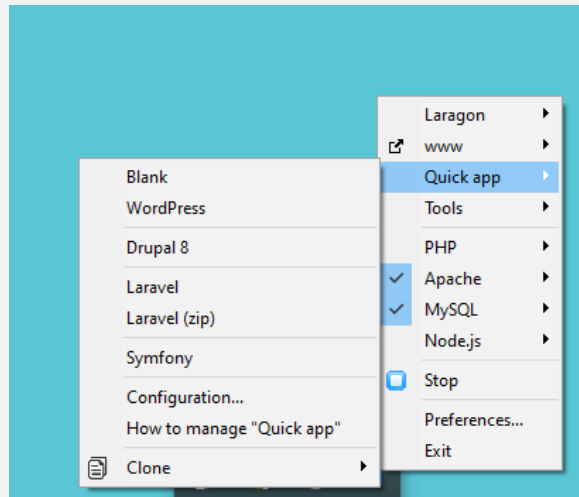 Laragon
www
Quick app
Tools
PHP
Apache
MySQL
Node.js
Stop
Preferences...
Exit
Blank
WordPress
Drupal 8
Laravel
Laravel (zip)
Symfony
Configuration...
How to manage "Quick app"
Clone